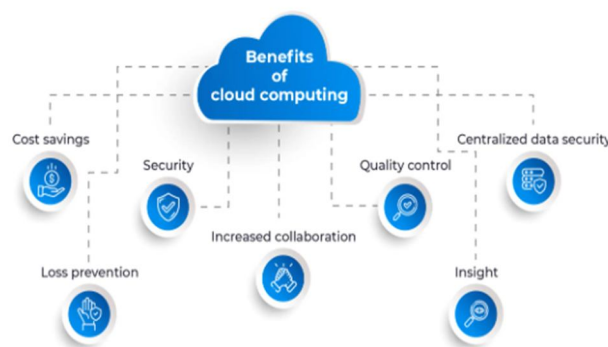 Benefits
of
cloud computing
Cost savings
Security
Quality control
Centralized data security
Increased collaboration
Loss prevention
Insight